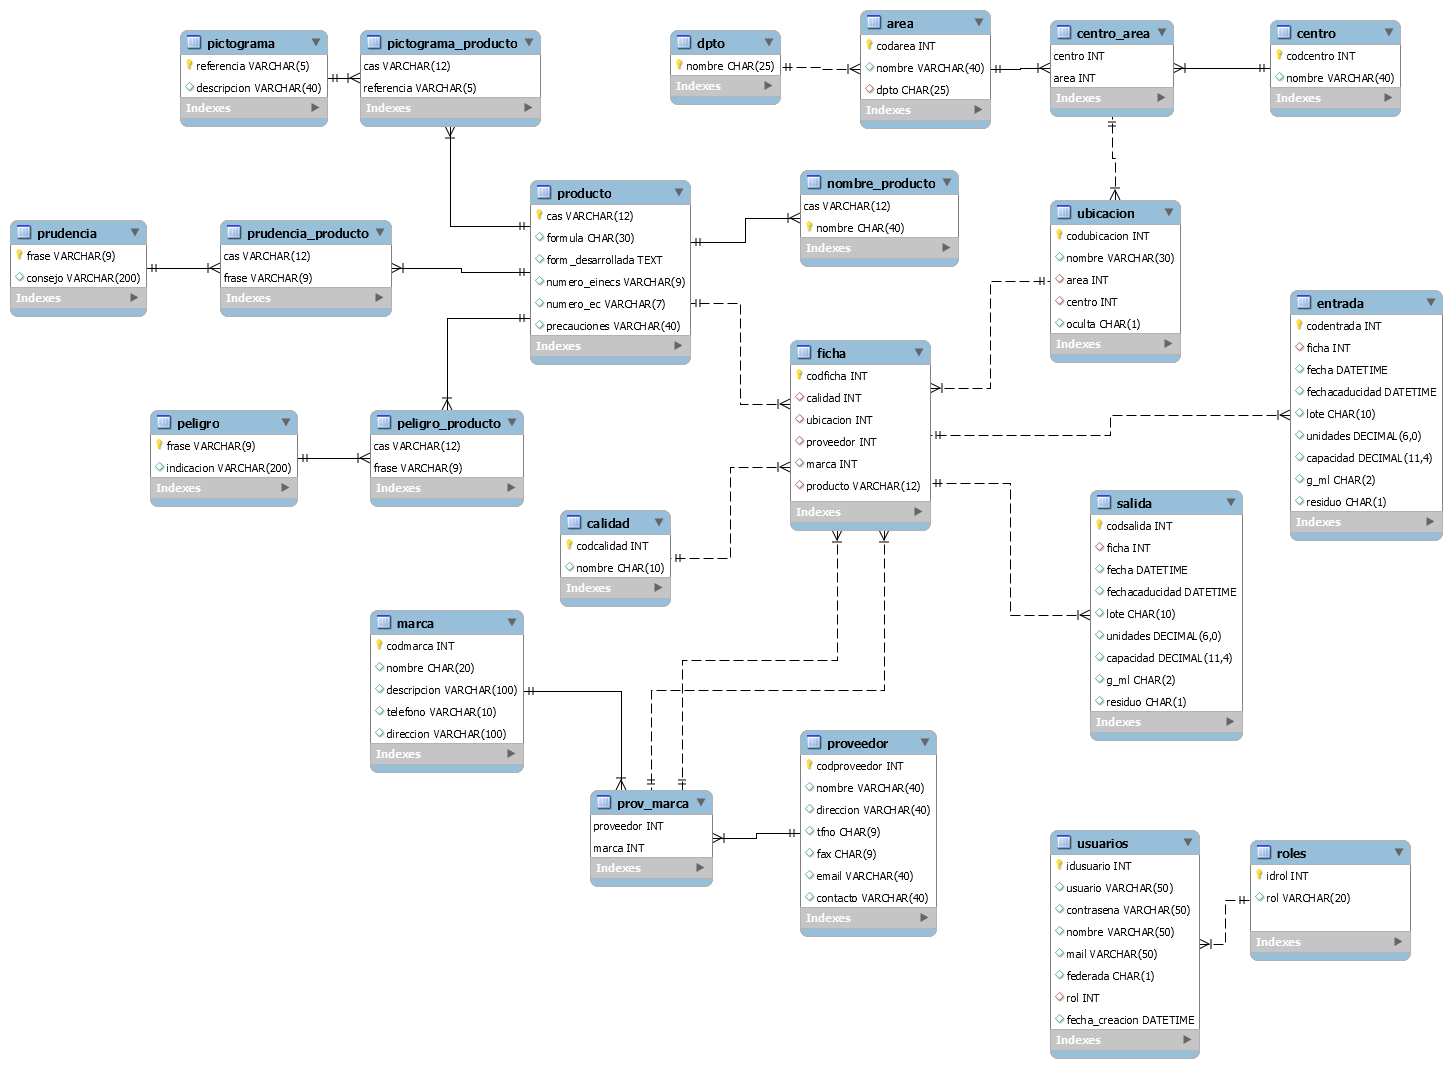 pictograma
referencia VARCHAR(5)
descripcion VARCHAR(40)
Indexes
pictograma_producto
cas VARCHAR(12)
referencia VARCHAR(5)
Indexes
dpto
nombre CHAR(25)
Indexes
area
codarea INT
nombre VARCHAR(40)
dpto CHAR(25)
Indexes
centro_area
centro INT
area INT
Indexes
centro
codcentro INT
nombre VARCHAR(40)
Indexes
prudencia
frase VARCHAR(9)
consejo VARCHAR(200)
Indexes
prudencia_producto
cas VARCHAR(12)
frase VARCHAR(9)
Indexes
producto
cas VARCHAR(12)
formula CHAR(30)
form_desarrollada TEXT
numero_einecs VARCHAR(9)
numero_ec VARCHAR(7)
precauciones VARCHAR(40)
Indexes
nombre_producto
cas VARCHAR(12)
nombre CHAR(40)
Indexes
ubicacion
codubicacion INT
nombre VARCHAR(30)
area INT
centro INT
oculta CHAR(1)
Indexes
entrada
codentrada INT
ficha INT
fecha DATETIME
fechacaducidad DATETIME
lote CHAR(10)
unidades DECIMAL(6,0)
capacidad DECIMAL(11,4)
g_ml CHAR(2)
residuo CHAR(1)
Indexes
peligro
frase VARCHAR(9)
indicacion VARCHAR(200)
Indexes
peligro_producto
cas VARCHAR(12)
frase VARCHAR(9)
Indexes
ficha
codficha INT
calidad INT
ubicacion INT
proveedor INT
marca INT
producto VARCHAR(12)
Indexes
calidad
codcalidad INT
nombre CHAR(10)
Indexes
salida
codsalida INT
ficha INT
fecha DATETIME
fechacaducidad DATETIME
lote CHAR(10)
unidades DECIMAL(6,0)
capacidad DECIMAL(11,4)
g_ml CHAR(2)
residuo CHAR(1)
Indexes
marca
codmarca INT
nombre CHAR(20)
descripcion VARCHAR(100)
telefono VARCHAR(10)
direccion VARCHAR(100)
Indexes
prov_marca
proveedor INT
marca INT
Indexes
proveedor
codproveedor INT
nombre VARCHAR(40)
direccion VARCHAR(40)
tfno CHAR(9)
fax CHAR(9)
email VARCHAR(40)
contacto VARCHAR(40)
Indexes
usuarios
idusuario INT
usuario VARCHAR(50)
contrasena VARCHAR(50)
nombre VARCHAR(50)
mail VARCHAR(50)
federada CHAR(1)
rol INT
fecha_creacion DATETIME
Indexes
roles
idrol INT
rol VARCHAR(20)
Indexes